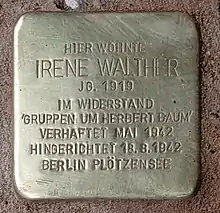 HIER WOHNTE
IRENE WALTHER
JG. 1919
IM WIDERSTAND
'GRUPPEN UM HERBERT BAUM'
VERHAFTET MAI 1942
HINGERICHTET 18.8.1942
BERLIN PLÖTZENSEE